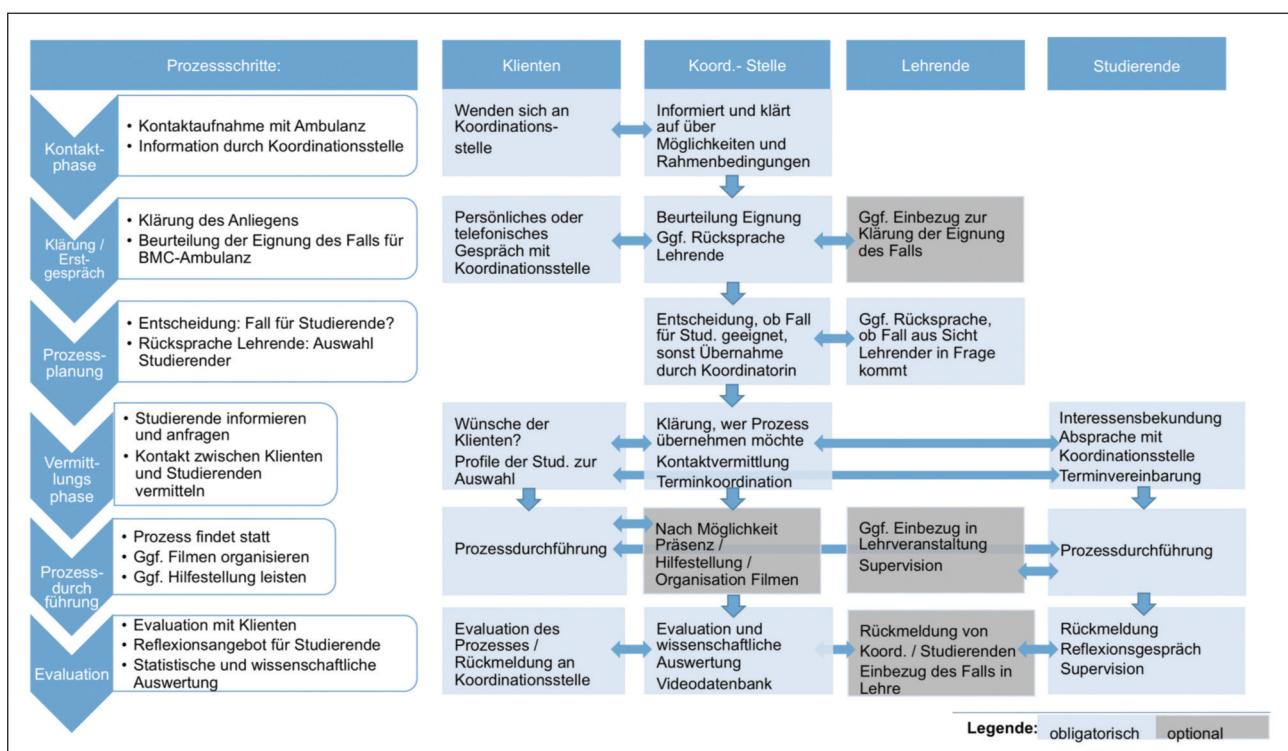 Prozessschritte:
Klienten
Koord.- Stelle
Lehrende
Studierende
Kontakt-
phase
• Kontaktaufnahme mit Ambulanz
• Information durch Koordinationsstelle
Wenden sich an
Koordinations-
stelle
Informiert und klärt
auf über
Möglichkeiten und
Rahmenbedingungen
Klärung /
Erst-
gespräch
• Klärung des Anliegens
• Beurteilung der Eignung des Falls für
BMC-Ambulanz
Persönliches oder
telefonisches
Gespräch mit
Koordinationsstelle
Beurteilung Eignung
Ggf. Rücksprache
Lehrende
Ggf. Einbezug zur
Klärung der Eignung
des Falls
Prozess-
planung
• Entscheidung: Fall für Studierende?
• Rücksprache Lehrende: Auswahl
Studierender
Entscheidung, ob Fall
für Stud. geeignet,
sonst Übernahme
durch Koordinatorin
Ggf. Rücksprache,
ob Fall aus Sicht
Lehrender in Frage
kommt
Vermitt-
lungs
phase
• Studierende informieren
und anfragen
• Kontakt zwischen Klienten
und Studierenden
vermitteln
Wünsche der
Klienten?
Profile der Stud. zur
Auswahl
Klärung, wer Prozess
übernehmen möchte
Kontaktvermittlung
Terminkoordination
Interessensbekundung
Absprache mit
Koordinationsstelle
Terminvereinbarung
Prozess-
durch
führung
• Prozess findet statt
• Ggf. Filmen organisieren
• Ggf. Hilfestellung leisten
Prozessdurchführung
Nach Möglichkeit
Präsenz /
Hilfestellung /
Organisation Filmen
Ggf. Einbezug in
Lehrveranstaltung
Supervision
Prozessdurchführung
Evaluation
• Evaluation mit Klienten
• Reflexionsangebot für Studierende
• Statistische und wissenschaftliche
Auswertung
Evaluation des
Prozesses /
Rückmeldung an
Koordinationsstelle
Evaluation und
wissenschaftliche
Auswertung
Videodatenbank
Rückmeldung von
Koord. / Studierenden
Einbezug des Falls in
Lehre
Rückmeldung
Reflexionsgespräch
Supervision
Legende: obligatorisch optional